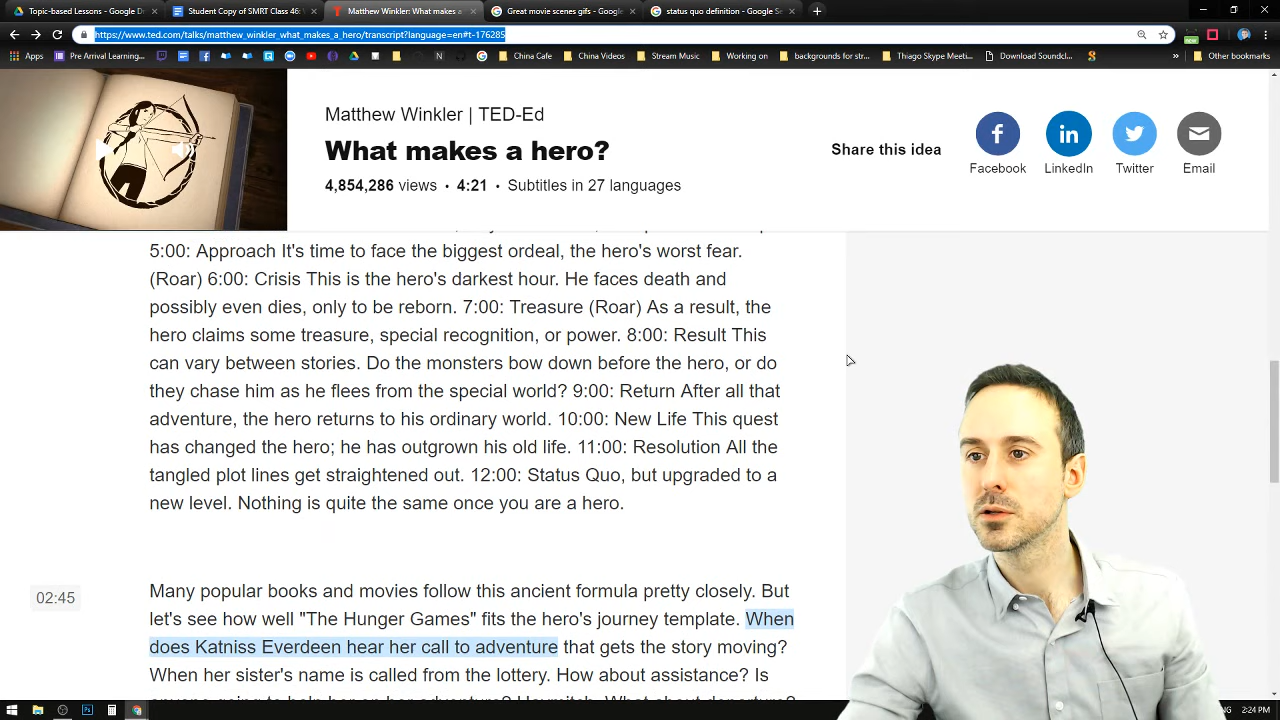 Topic-based Lessons - Google D
Student Copy of SMRT Class 46:
Matthew Winkler: What makes a
Great movie scenes gifs - Google
status quo definition - Google Se
https://www.ted.com/talks/matthew_winkler_what_makes_a_hero/transcript?language=en#t-176285
Apps
Pre Arrival Learning...
China Cafe
China Videos
Stream Music
Working on
backgrounds for str...
Thiago Skype Meeti...
Download Soundcl...
»
Other bookmarks
Matthew Winkler | TED-Ed
What makes a hero?
4,854,286 views • 4:21 • Subtitles in 27 languages
Share this idea
Facebook
LinkedIn
Twitter
Email
5:00: Approach It's time to face the biggest ordeal, the hero's worst fear.
(Roar) 6:00: Crisis This is the hero's darkest hour. He faces death and
possibly even dies, only to be reborn. 7:00: Treasure (Roar) As a result, the
hero claims some treasure, special recognition, or power. 8:00: Result This
can vary between stories. Do the monsters bow down before the hero, or do
they chase him as he flees from the special world? 9:00: Return After all that
adventure, the hero returns to his ordinary world. 10:00: New Life This quest
has changed the hero; he has outgrown his old life. 11:00: Resolution All the
tangled plot lines get straightened out. 12:00: Status Quo, but upgraded to a
new level. Nothing is quite the same once you are a hero.
02:45
Many popular books and movies follow this ancient formula pretty closely. But
let's see how well "The Hunger Games" fits the hero's journey template. When
does Katniss Everdeen hear her call to adventure that gets the story moving?
When her sister's name is called from the lottery. How about assistance? Is
2:24 PM